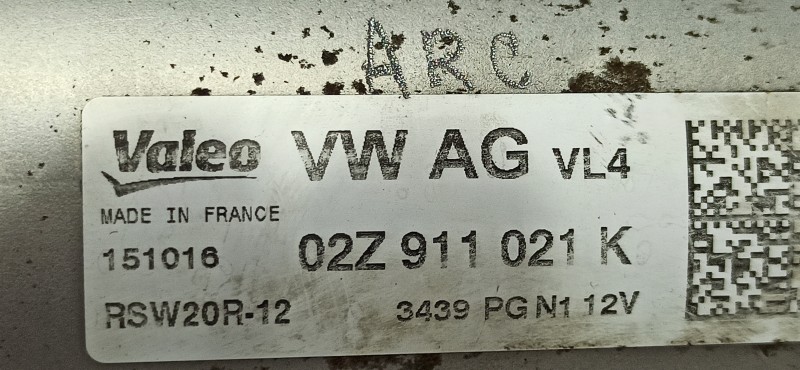 ARC
Valeo VW AG VL4
MADE IN FRANCE
151016 02Z 911 021 K
RSW20R-12 3439 PG N1 12V